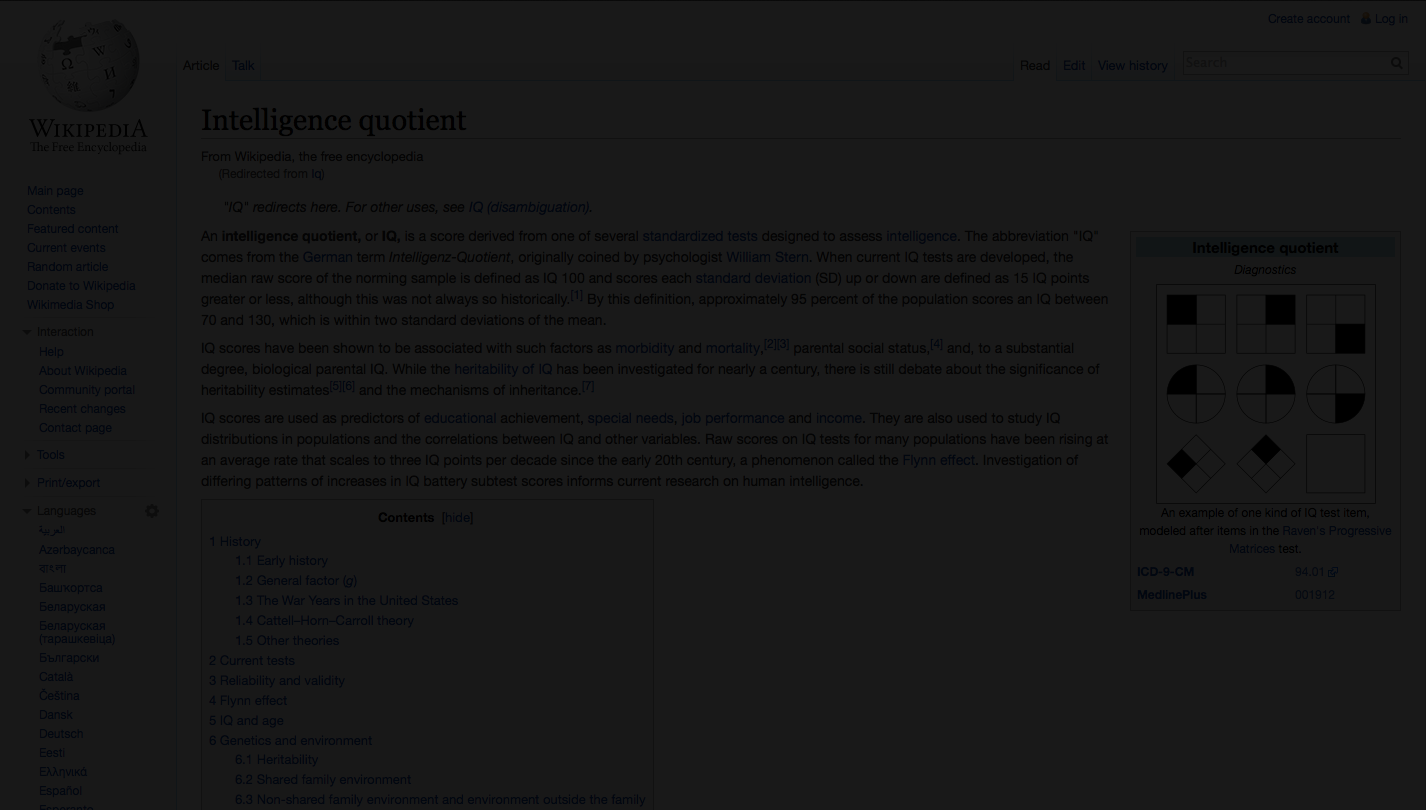 Create account Log in
Article Talk Read Edit View history Search
WIKIPEDIA
The Free Encyclopedia
Main page
Contents
Featured content
Current events
Random article
Donate to Wikipedia
Wikimedia Shop
Interaction
Help
About Wikipedia
Community portal
Recent changes
Contact page
Tools
Print/export
Languages
العربية
Azərbaycanca
বাংলা
Башҡортса
Беларуская
Беларуская
(тарашкевіца)
Български
Català
Čeština
Dansk
Deutsch
Eesti
Ελληνικά
Español
Esperanto
Intelligence quotient
From Wikipedia, the free encyclopedia
(Redirected from Iq)
"IQ" redirects here. For other uses, see IQ (disambiguation).
An intelligence quotient, or IQ, is a score derived from one of several standardized tests designed to assess intelligence. The abbreviation "IQ"
comes from the German term Intelligenz-Quotient, originally coined by psychologist William Stern. When current IQ tests are developed, the
median raw score of the norming sample is defined as IQ 100 and scores each standard deviation (SD) up or down are defined as 15 IQ points
greater or less, although this was not always so historically.[1] By this definition, approximately 95 percent of the population scores an IQ between
70 and 130, which is within two standard deviations of the mean.
IQ scores have been shown to be associated with such factors as morbidity and mortality,[2][3] parental social status,[4] and, to a substantial
degree, biological parental IQ. While the heritability of IQ has been investigated for nearly a century, there is still debate about the significance of
heritability estimates[5][6] and the mechanisms of inheritance.[7]
IQ scores are used as predictors of educational achievement, special needs, job performance and income. They are also used to study IQ
distributions in populations and the correlations between IQ and other variables. Raw scores on IQ tests for many populations have been rising at
an average rate that scales to three IQ points per decade since the early 20th century, a phenomenon called the Flynn effect. Investigation of
differing patterns of increases in IQ battery subtest scores informs current research on human intelligence.
Contents [hide]
1 History
1.1 Early history
1.2 General factor (g)
1.3 The War Years in the United States
1.4 Cattell–Horn–Carroll theory
1.5 Other theories
2 Current tests
3 Reliability and validity
4 Flynn effect
5 IQ and age
6 Genetics and environment
6.1 Heritability
6.2 Shared family environment
6.3 Non-shared family environment and environment outside the family
Intelligence quotient
Diagnostics
An example of one kind of IQ test item,
modeled after items in the Raven's Progressive
Matrices test.
ICD-9-CM 94.01
MedlinePlus 001912